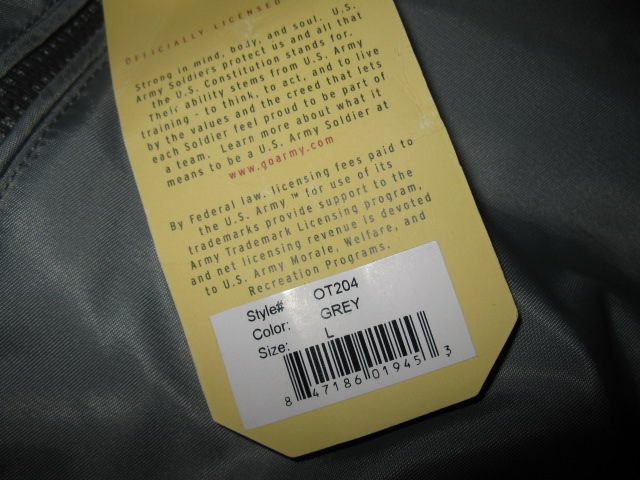 OFFICIALLY LICENSED
Strong in mind, body, and soul. U.S.
Army Soldiers protect us and all that
the U.S. Constitution stands for.
Their ability stems from U.S. Army
training - to think, to act, and to live
by the values and the creed that lets
each Soldier feel proud to be part of
a team. Learn more about what it
means to be a U.S. Army Soldier at
www.goarmy.com
By Federal law, licensing fees paid to
the U.S. Army ™ for use of its
trademarks provide support to the
Army Trademark Licensing program,
and net licensing revenue is devoted
to U.S. Army Morale, Welfare, and
Recreation Programs.
Style#: OT204
Color: GREY
Size: L
8 47186 01945 3